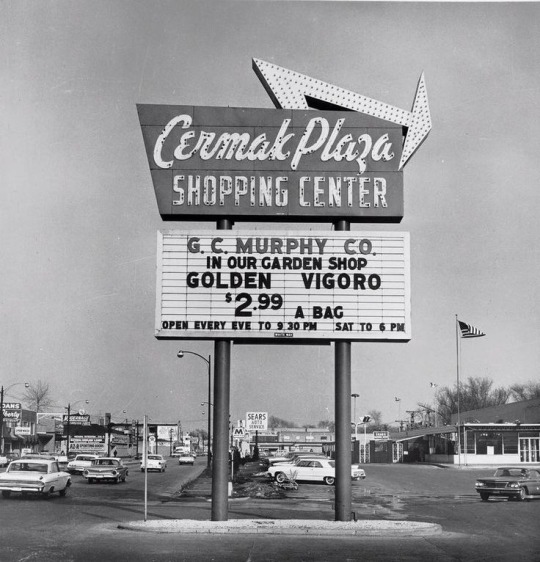 Cermak Plaza
SHOPPING CENTER
G. C. MURPHY CO.
IN OUR GARDEN SHOP
GOLDEN VIGORO
$2.99 A BAG
OPEN EVERY EVE TO 9 30 PM SAT TO 6 PM
SEARS
LOANS